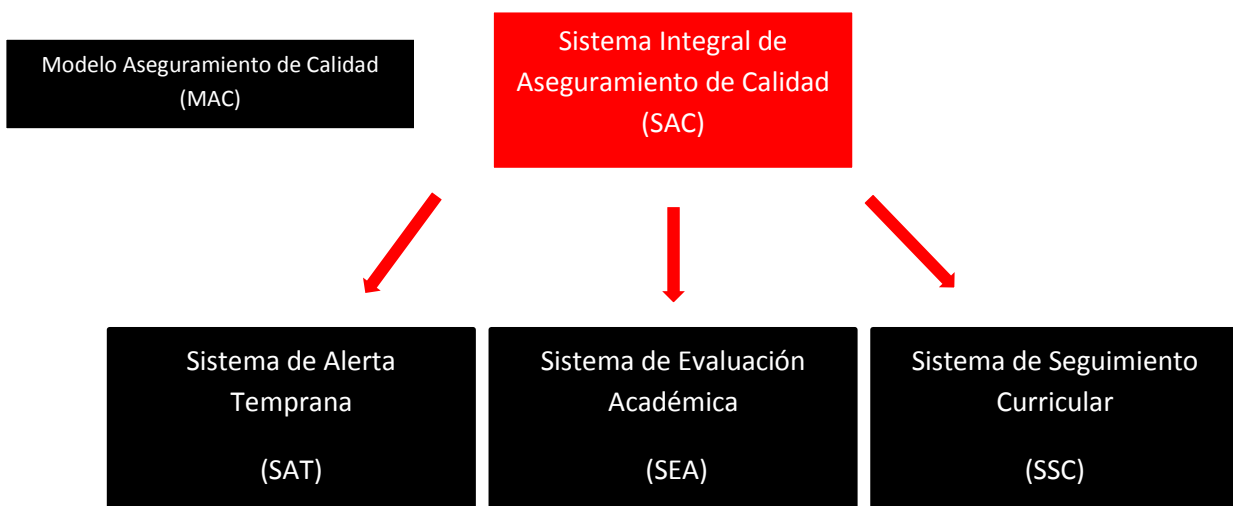 Modelo Aseguramiento de Calidad
(MAC)
Sistema Integral de
Aseguramiento de Calidad
(SAC)
Sistema de Alerta
Temprana
(SAT)
Sistema de Evaluación
Académica
(SEA)
Sistema de Seguimiento
Curricular
(SSC)